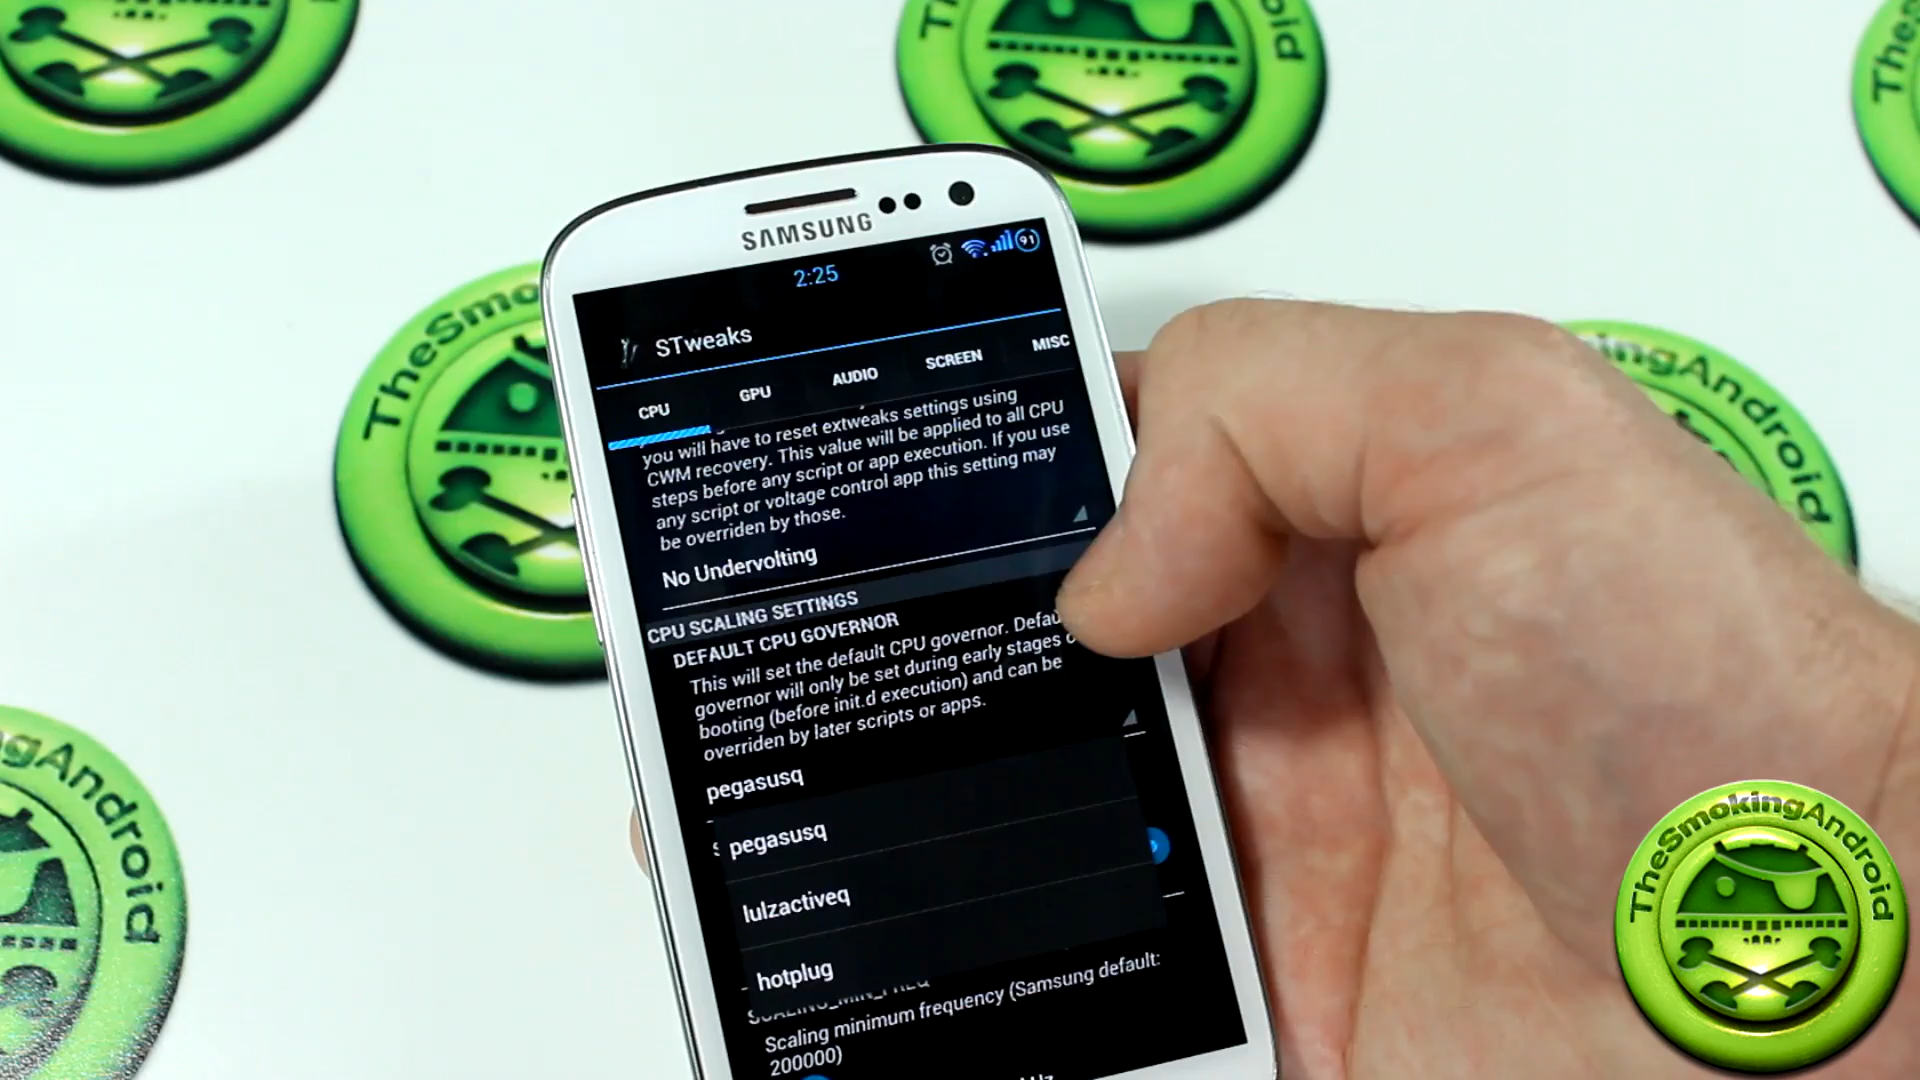 TheSmokingAndroid
SAMSUNG
2:25
91
STweaks
CPU
GPU
AUDIO
SCREEN
MISC
you will have to reset extweaks settings using
CWM recovery. This value will be applied to all CPU
steps before any script or app execution. If you use
any script or voltage control app this setting may
be overriden by those.
No Undervolting
CPU SCALING SETTINGS
DEFAULT CPU GOVERNOR
This will set the default CPU governor. Defau
governor will only be set during early stages
booting (before init.d execution) and can be
overriden by later scripts or apps.
pegasusq
pegasusq
lulzactiveq
hotplug
SCALING_MIN_FREQ
Scaling minimum frequency (Samsung default:
200000)
TheSmokingAndroid